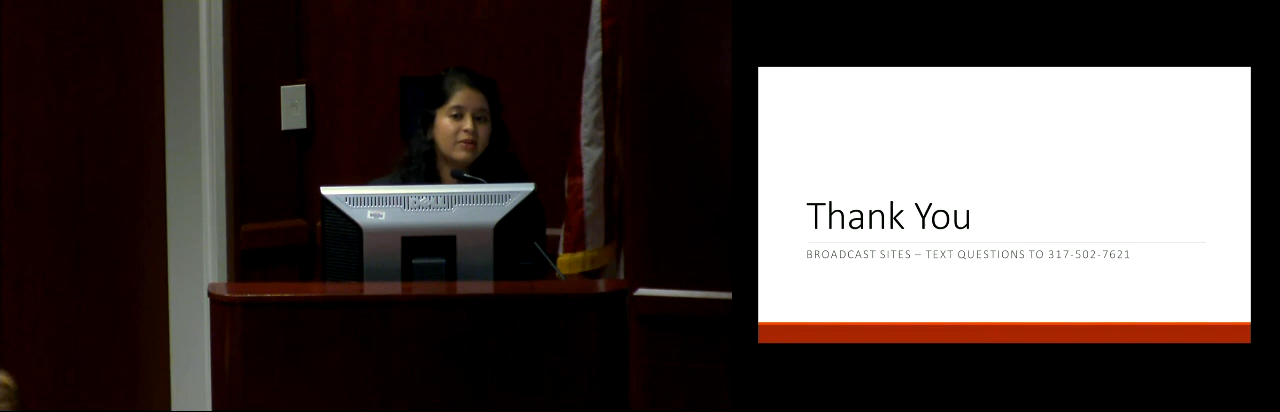 Thank You
BROADCAST SITES – TEXT QUESTIONS TO 317-502-7621